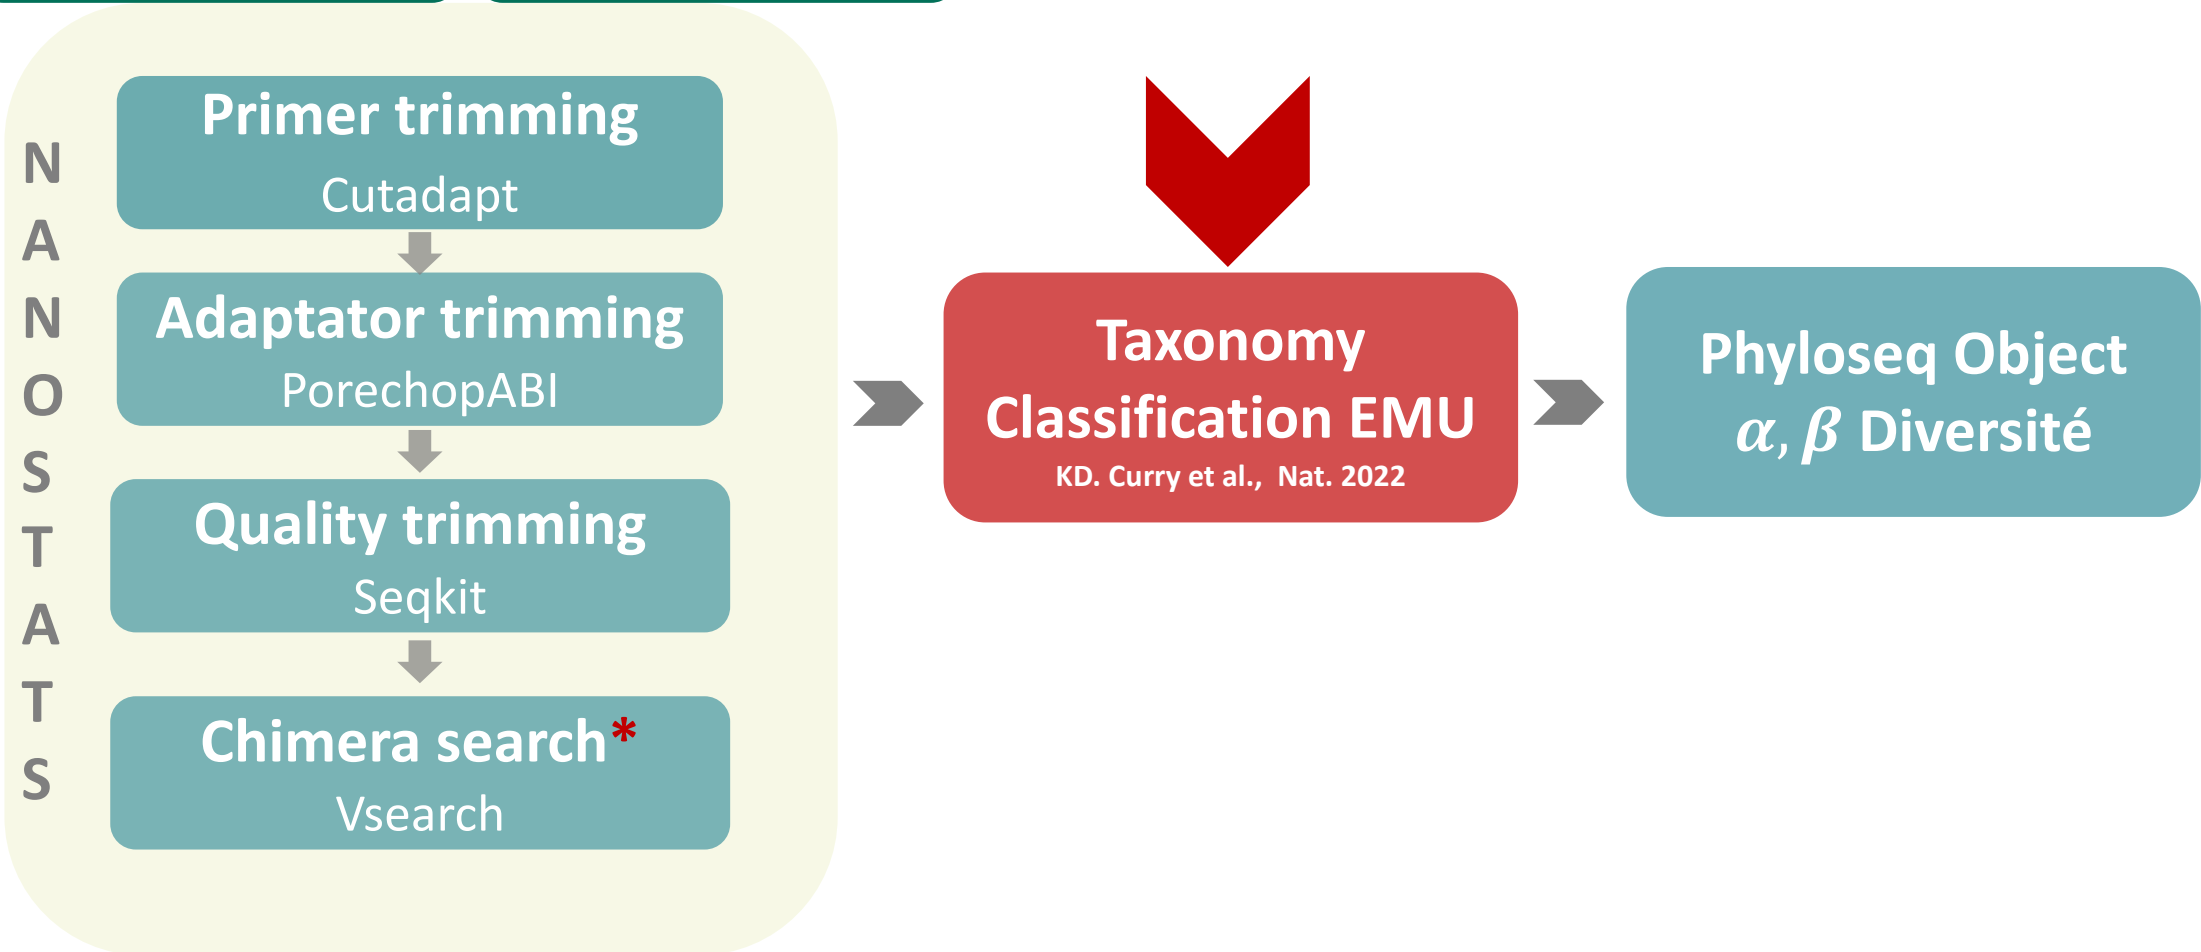 NANOSTATS
Primer trimming
Cutadapt
Adaptator trimming
PorechopABI
Quality trimming
Seqkit
Chimera search*
Vsearch
Taxonomy
Classification EMU
KD. Curry et al., Nat. 2022
Phyloseq Object
α, β Diversité